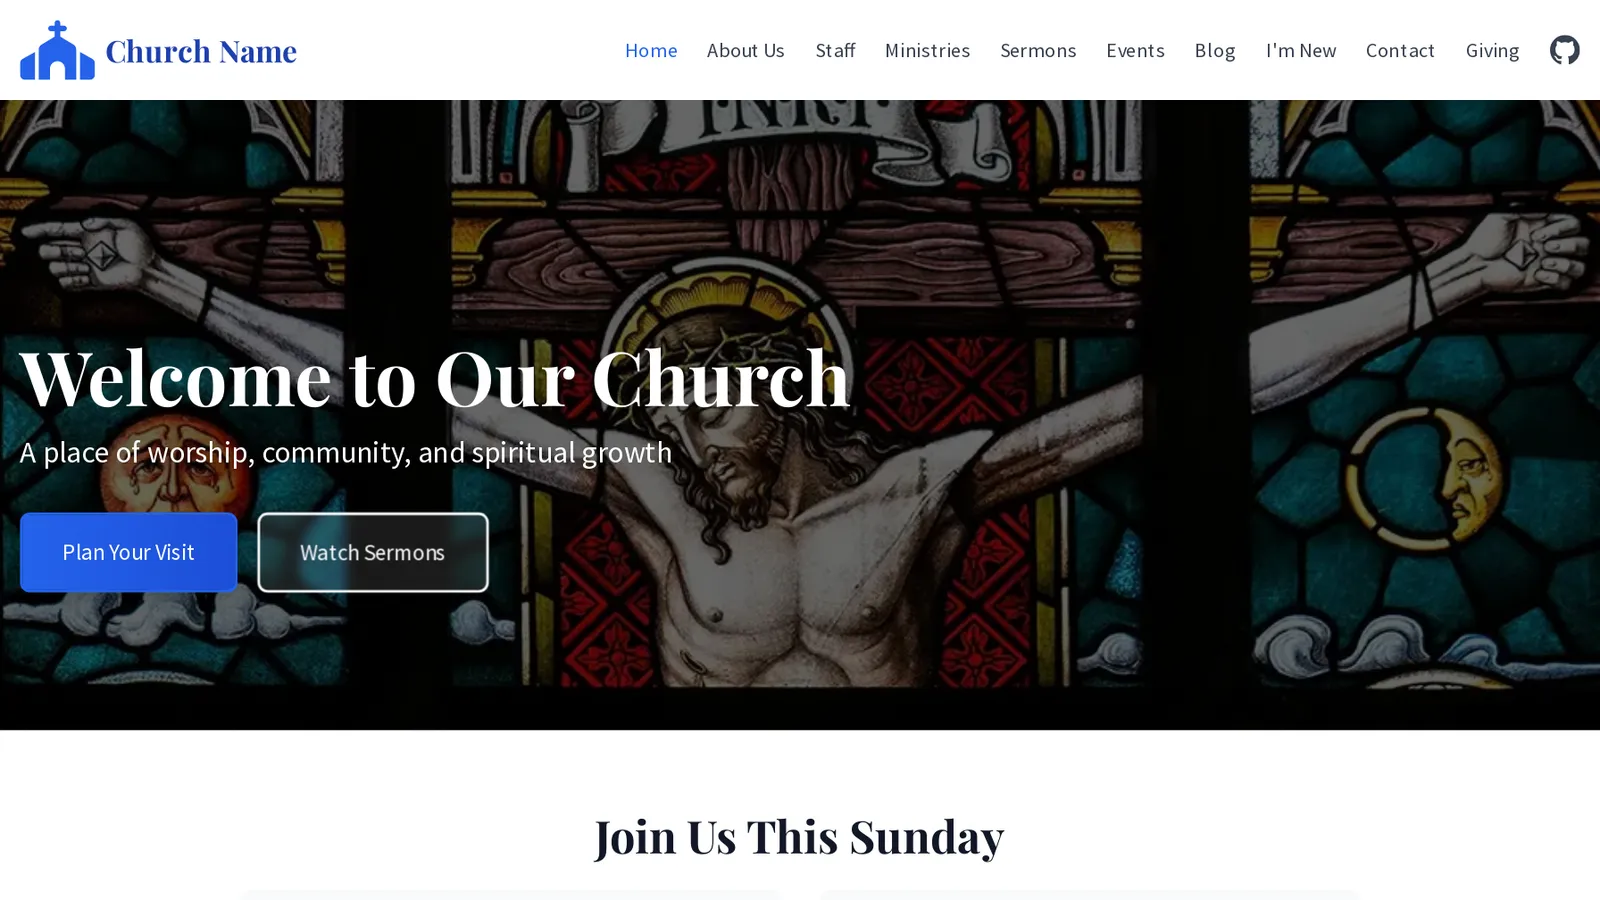 Church Name
Home About Us Staff Ministries Sermons Events Blog I'm New Contact Giving
INRI
Welcome to Our Church
A place of worship, community, and spiritual growth
Plan Your Visit Watch Sermons
Join Us This Sunday